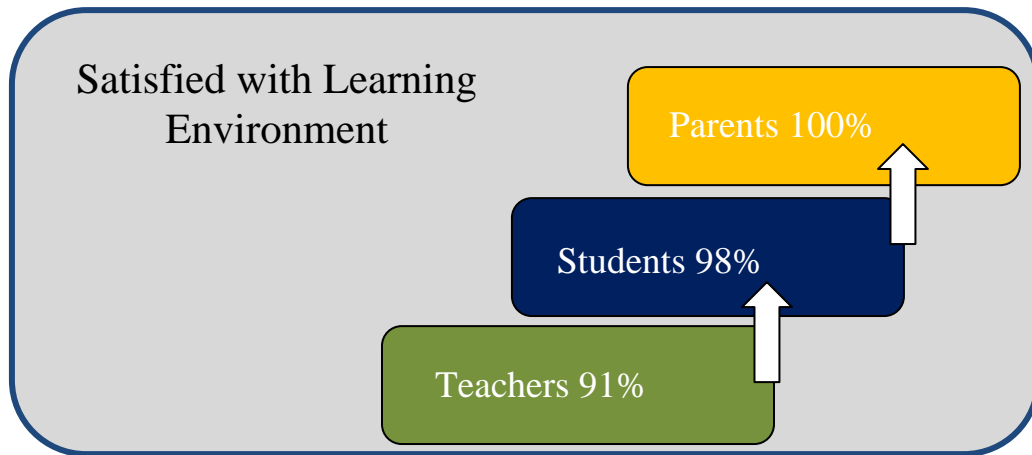 Satisfied with Learning
Environment
Parents 100%
Students 98%
Teachers 91%